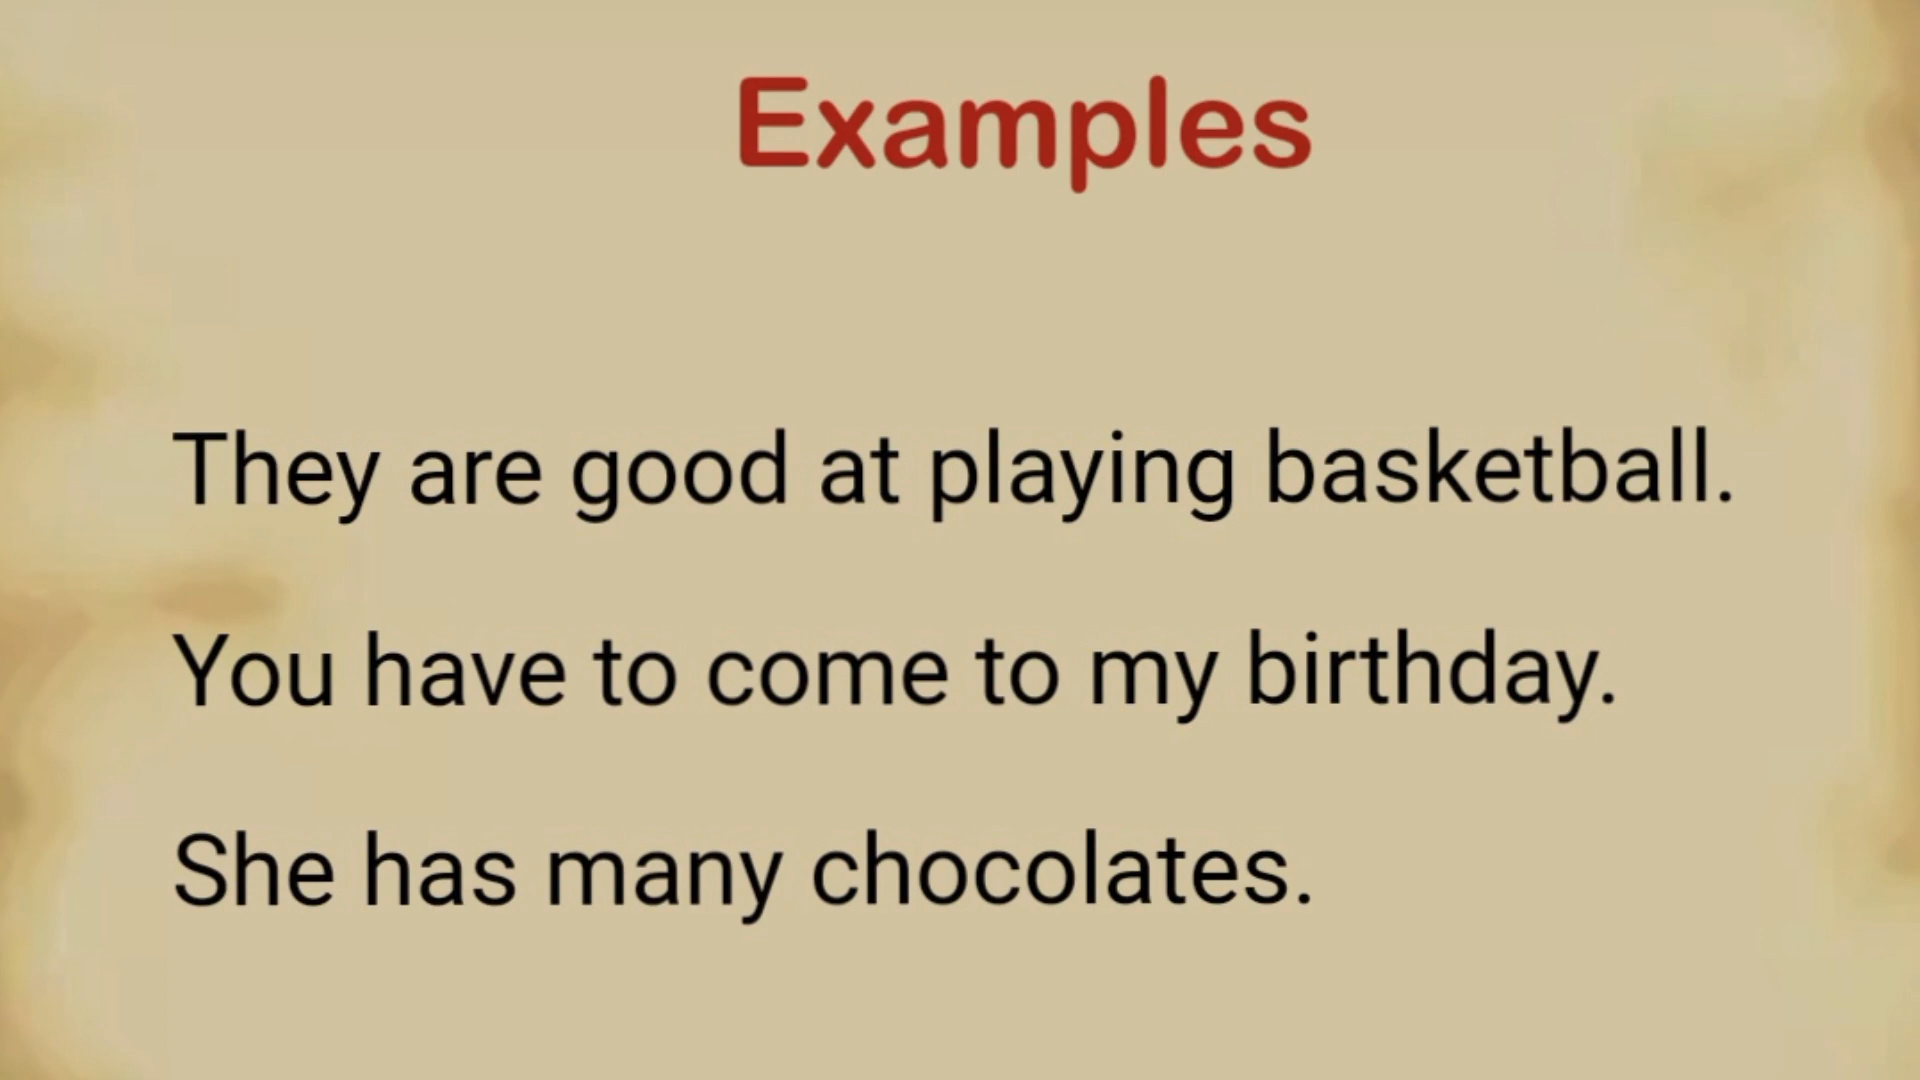 Examples
They are good at playing basketball.
You have to come to my birthday.
She has many chocolates.